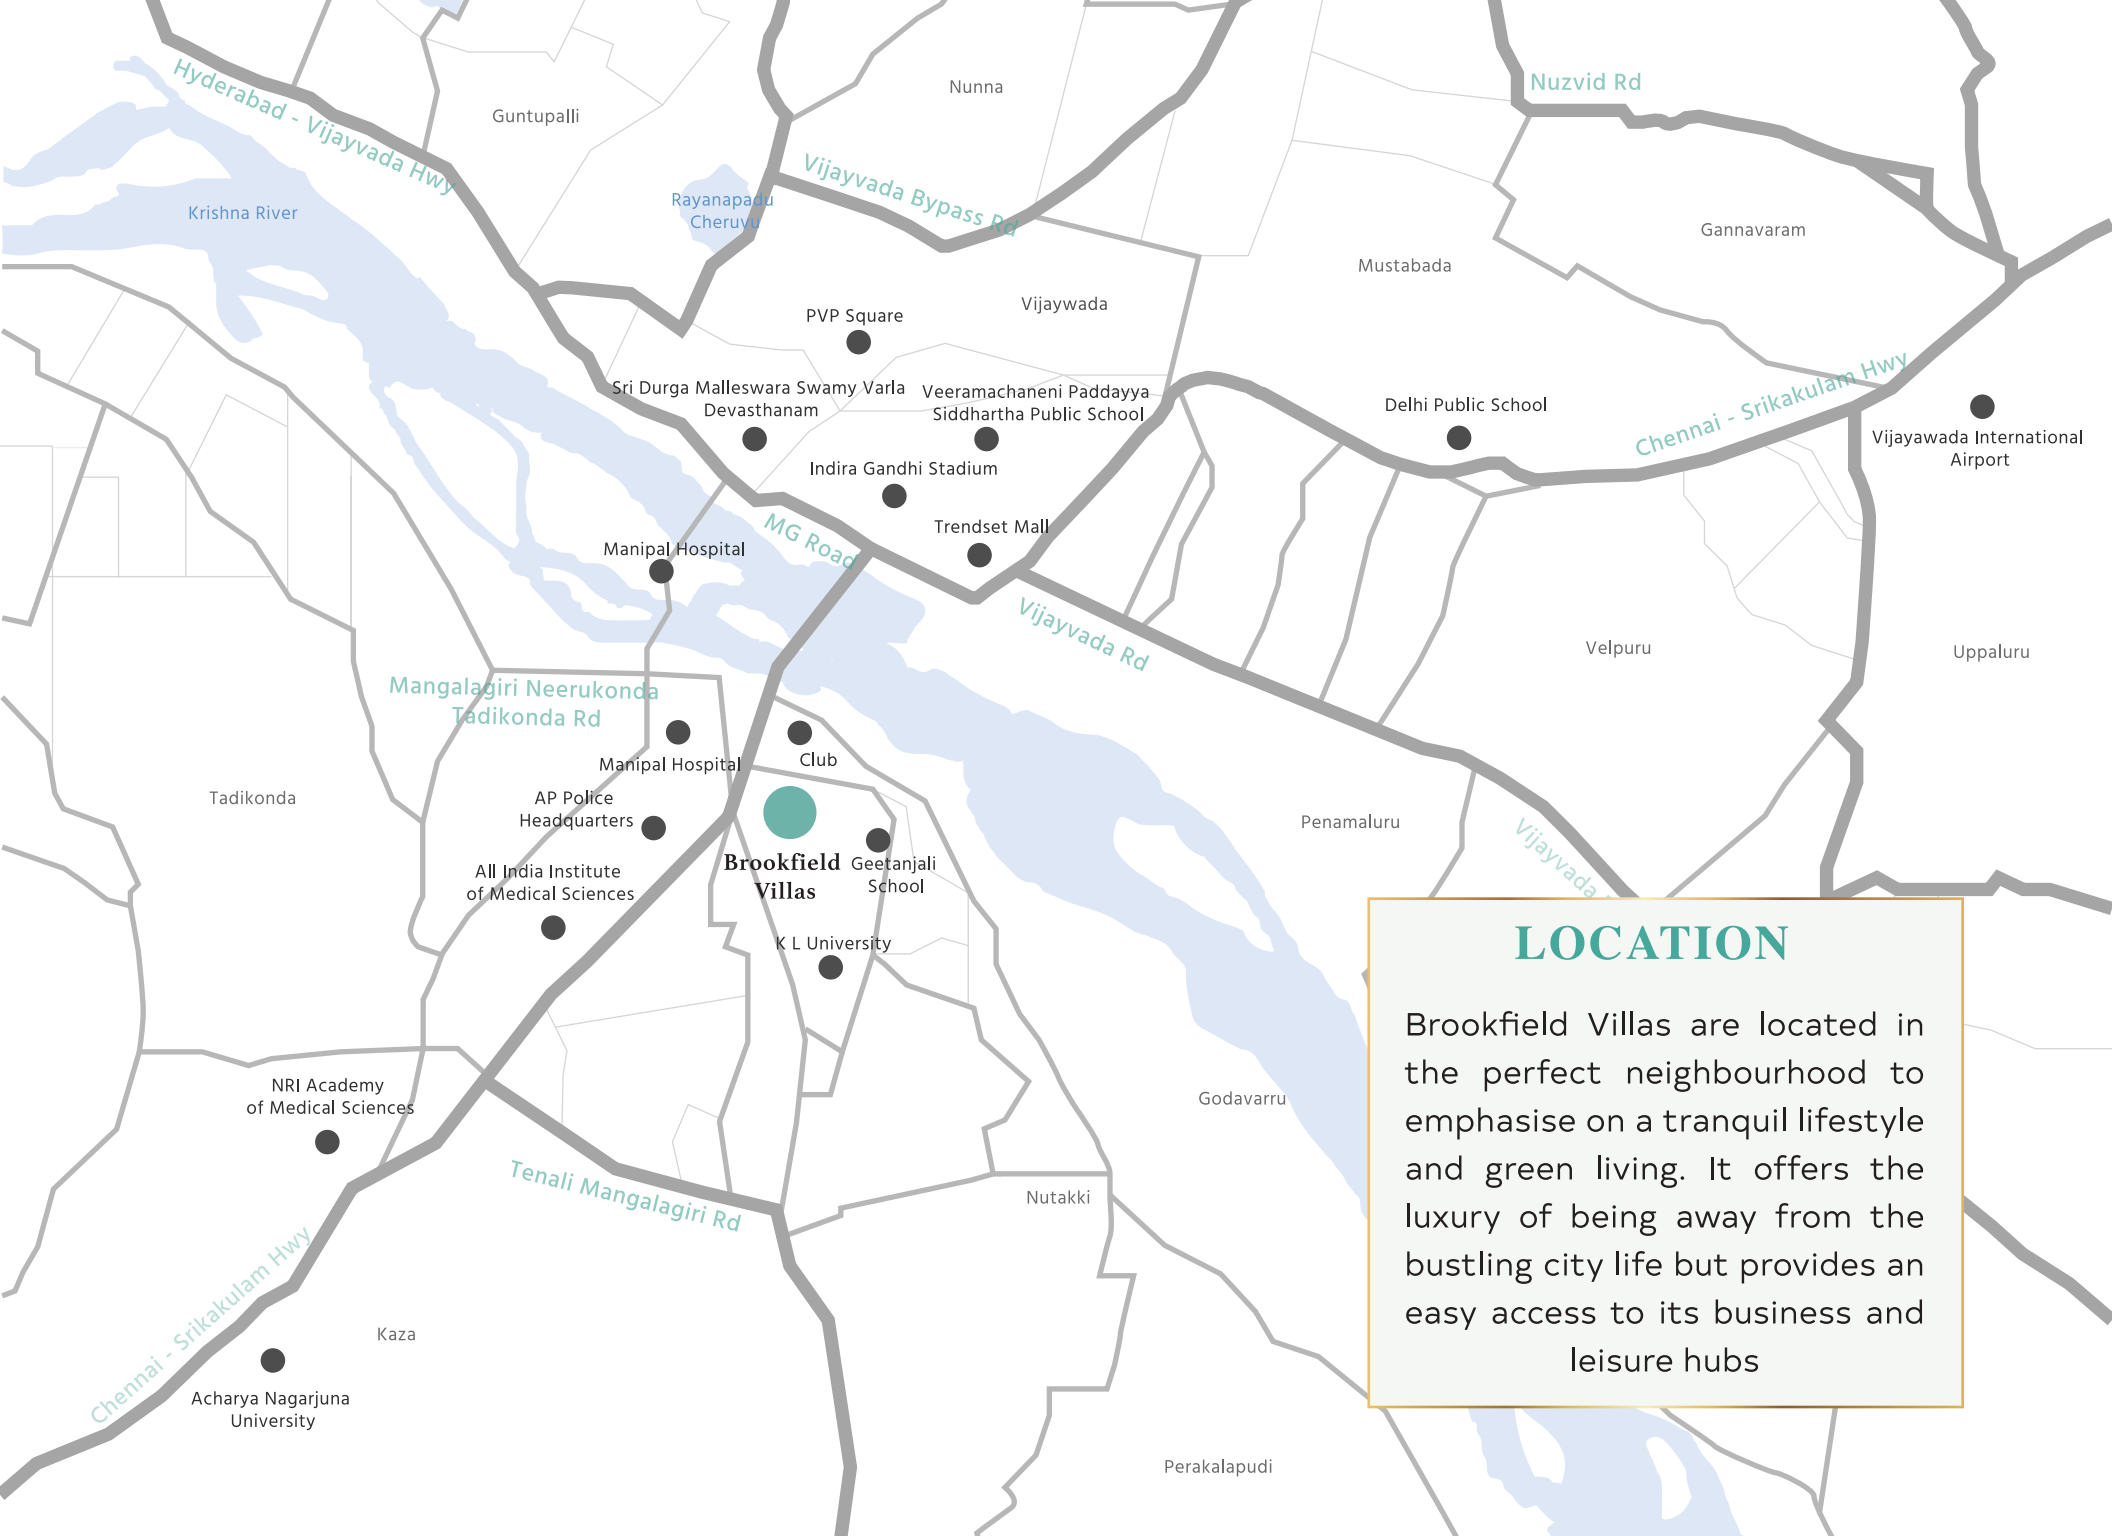 Hyderabad - Vijayvada Hwy
Guntupalli
Nunna
Nuzvid Rd
Vijayvada Bypass Rd
Krishna River
Rayanapadu
Cheruvu
Gannavaram
Mustabada
PVP Square
Vijaywada
Sri Durga Malleswara Swamy Varla
Devasthanam
Veeramachaneni Paddayya
Siddhartha Public School
Delhi Public School
Chennai - Srikakulam Hwy
Vijayawada International
Airport
Indira Gandhi Stadium
MG Road
Trendset Mall
Manipal Hospital
Vijayvada Rd
Velpuru
Uppaluru
Mangalagiri Neerukonda
Tadikonda Rd
Manipal Hospital
Club
Tadikonda
AP Police
Headquarters
Penamaluru
Vijayvada
Brookfield
Villas
Geetanjali
School
All India Institute
of Medical Sciences
K L University
NRI Academy
of Medical Sciences
Godavarru
Tenali Mangalagiri Rd
Nutakki
Chennai - Srikakulam Hwy
Kaza
Acharya Nagarjuna
University
Perakalapudi
LOCATION
Brookfield Villas are located in
the perfect neighbourhood to
emphasise on a tranquil lifestyle
and green living. It offers the
luxury of being away from the
bustling city life but provides an
easy access to its business and
leisure hubs